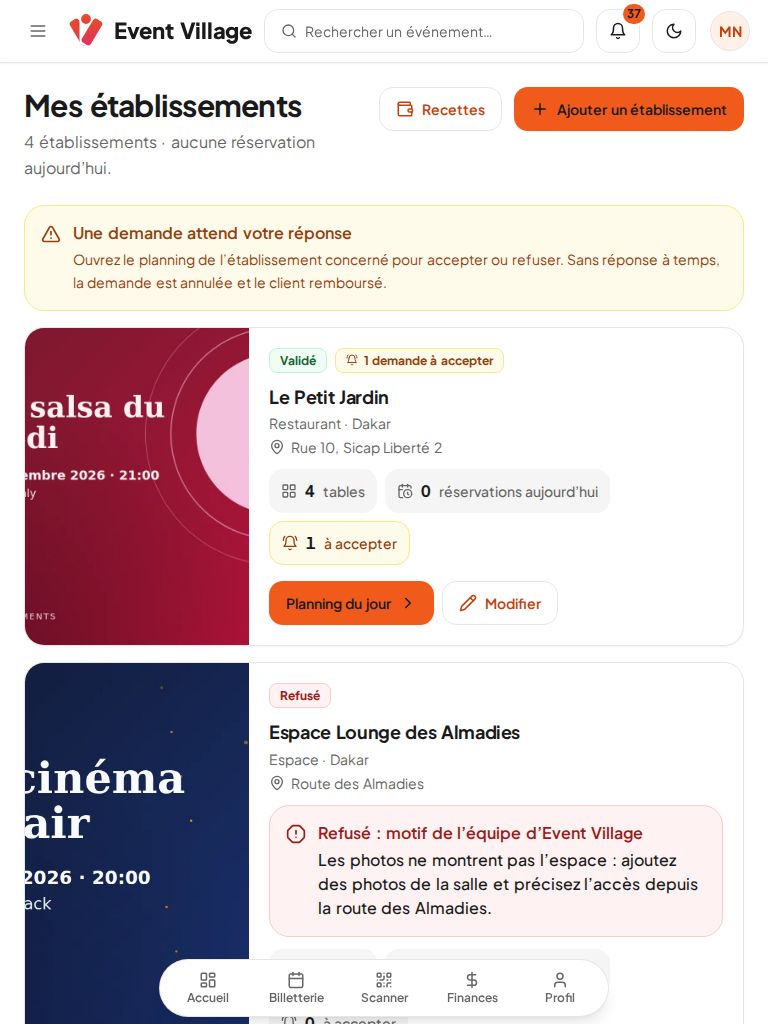 Event Village
Rechercher un événement…
37
MN
Mes établissements
Recettes
Ajouter un établissement
4 établissements · aucune réservation
aujourd’hui.
Une demande attend votre réponse
Ouvrez le planning de l’établissement concerné pour accepter ou refuser. Sans réponse à temps,
la demande est annulée et le client remboursé.
salsa du
di
embre 2026 · 21:00
Validé
1 demande à accepter
Le Petit Jardin
Restaurant · Dakar
Rue 10, Sicap Liberté 2
4 tables
0 réservations aujourd’hui
1 à accepter
Planning du jour
Modifier
cinéma
air
2026 · 20:00
ack
Refusé
Espace Lounge des Almadies
Espace · Dakar
Route des Almadies
Refusé : motif de l’équipe d’Event Village
Les photos ne montrent pas l’espace : ajoutez
des photos de la salle et précisez l’accès depuis
la route des Almadies.
0 à accepter
Accueil
Billetterie
Scanner
Finances
Profil